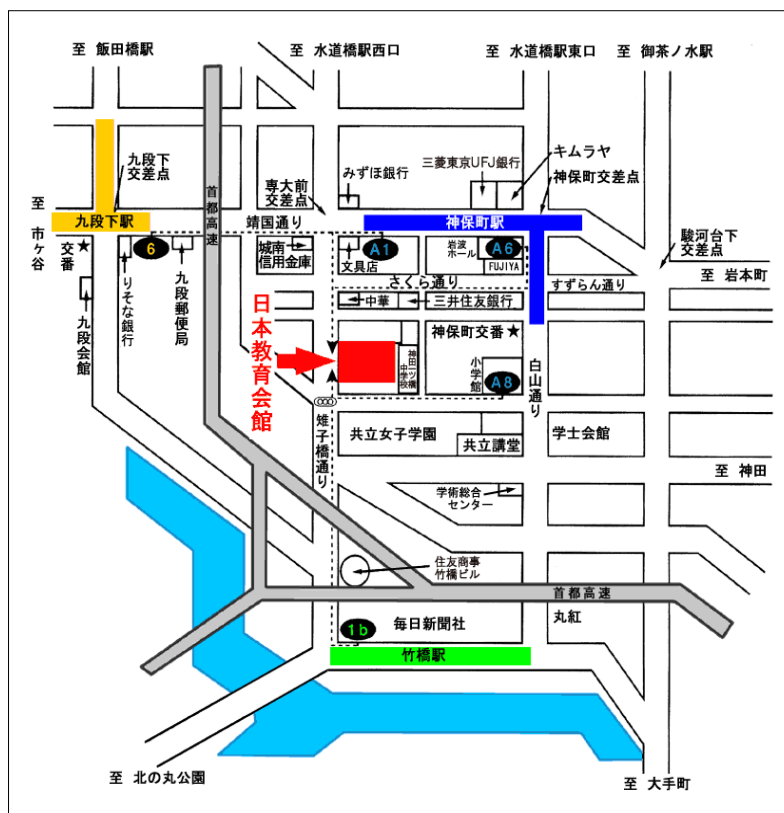 至 飯田橋駅
至 水道橋駅西口
至 水道橋駅東口
至 御茶ノ水駅
九段下
交差点
首都高速
専大前
交差点
みずほ銀行
三菱東京UFJ銀行
キムラヤ
神保町交差点
至 市ヶ谷
九段下駅
靖国通り
神保町駅
交番★
6
城南
信用金庫
A1
文具店
岩波
ホール
A6
FUJIYA
駿河台下
交差点
りそな銀行
九段郵便局
九段会館
さくら通り
すずらん通り
至 岩本町
中華
三井住友銀行
日本教育会館
神田一ツ橋
中学校
神保町交番★
小学館
A8
白山通り
雉子橋通り
共立女子学園
共立講堂
学士会館
至 神田
学術総合
センター
住友商事
竹橋ビル
首都高速
1b
毎日新聞社
丸紅
竹橋駅
至 北の丸公園
至 大手町